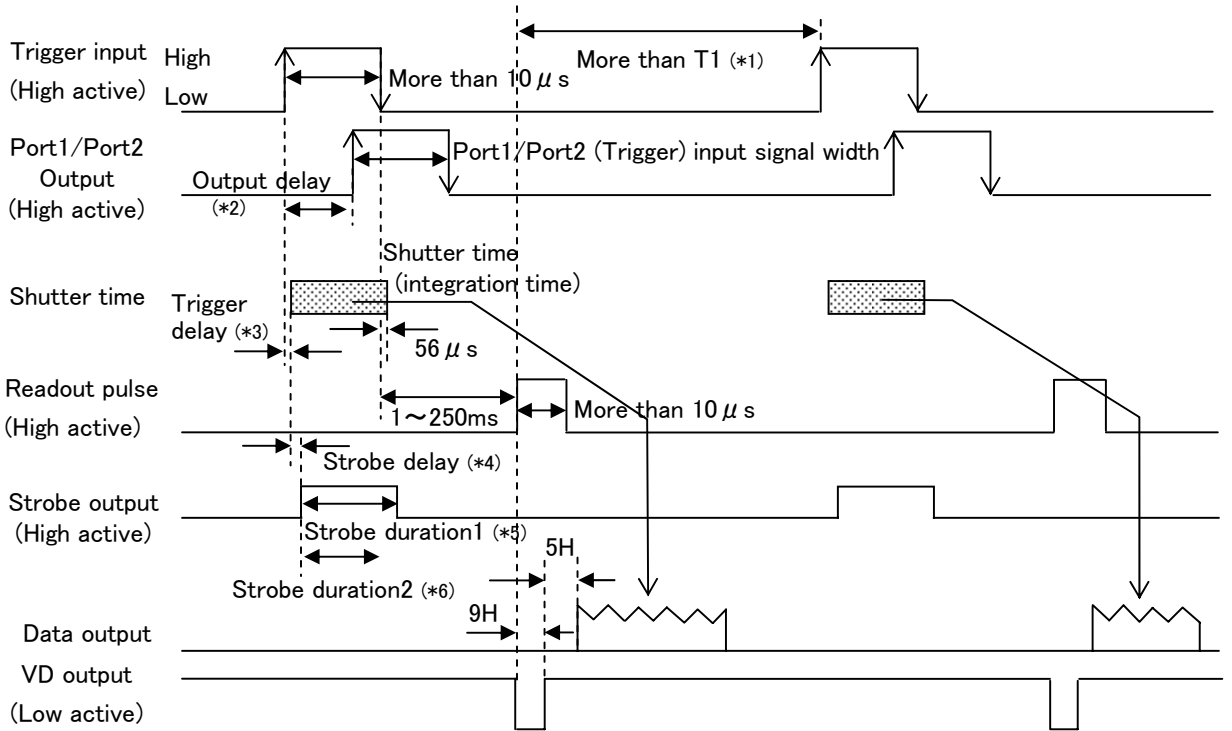 Trigger input
(High active)
High
Low
More than 10μs
More than T1 (*1)
Port1/Port2
Output
(High active)
Output delay
(*2)
Port1/Port2 (Trigger) input signal width
Shutter time
Trigger
delay (*3)
Shutter time
(integration time)
56μs
Readout pulse
(High active)
1～250ms
More than 10μs
Strobe delay (*4)
Strobe output
(High active)
Strobe duration1 (*5)
Strobe duration2 (*6)
5H
9H
Data output
VD output
(Low active)